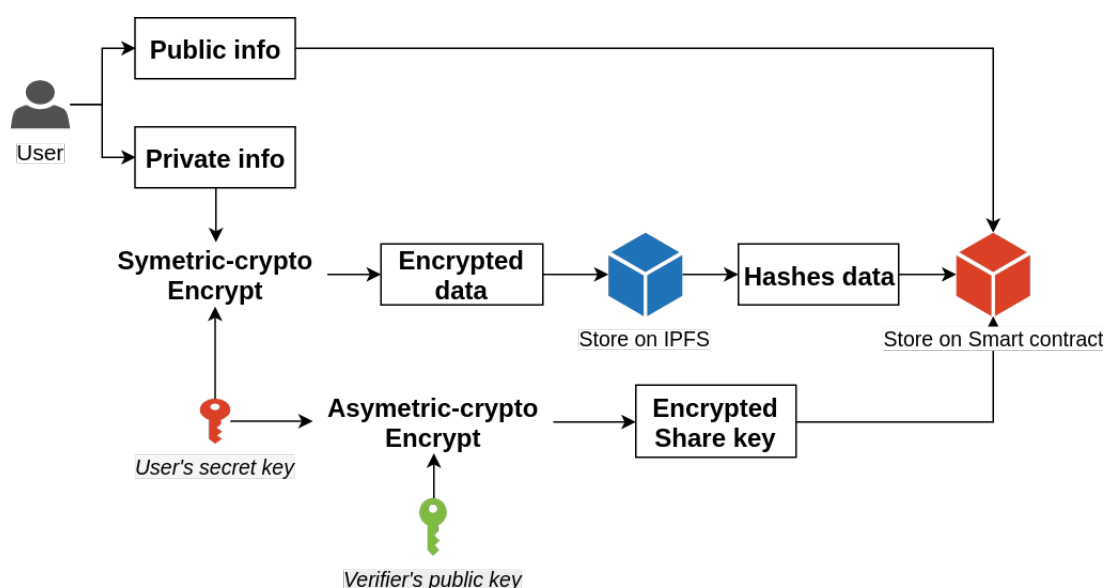 Public info
User
Private info
Symetric-crypto
Encrypt
Encrypted
data
Store on IPFS
Hashes data
Store on Smart contract
User's secret key
Asymetric-crypto
Encrypt
Encrypted
Share key
Verifier's public key